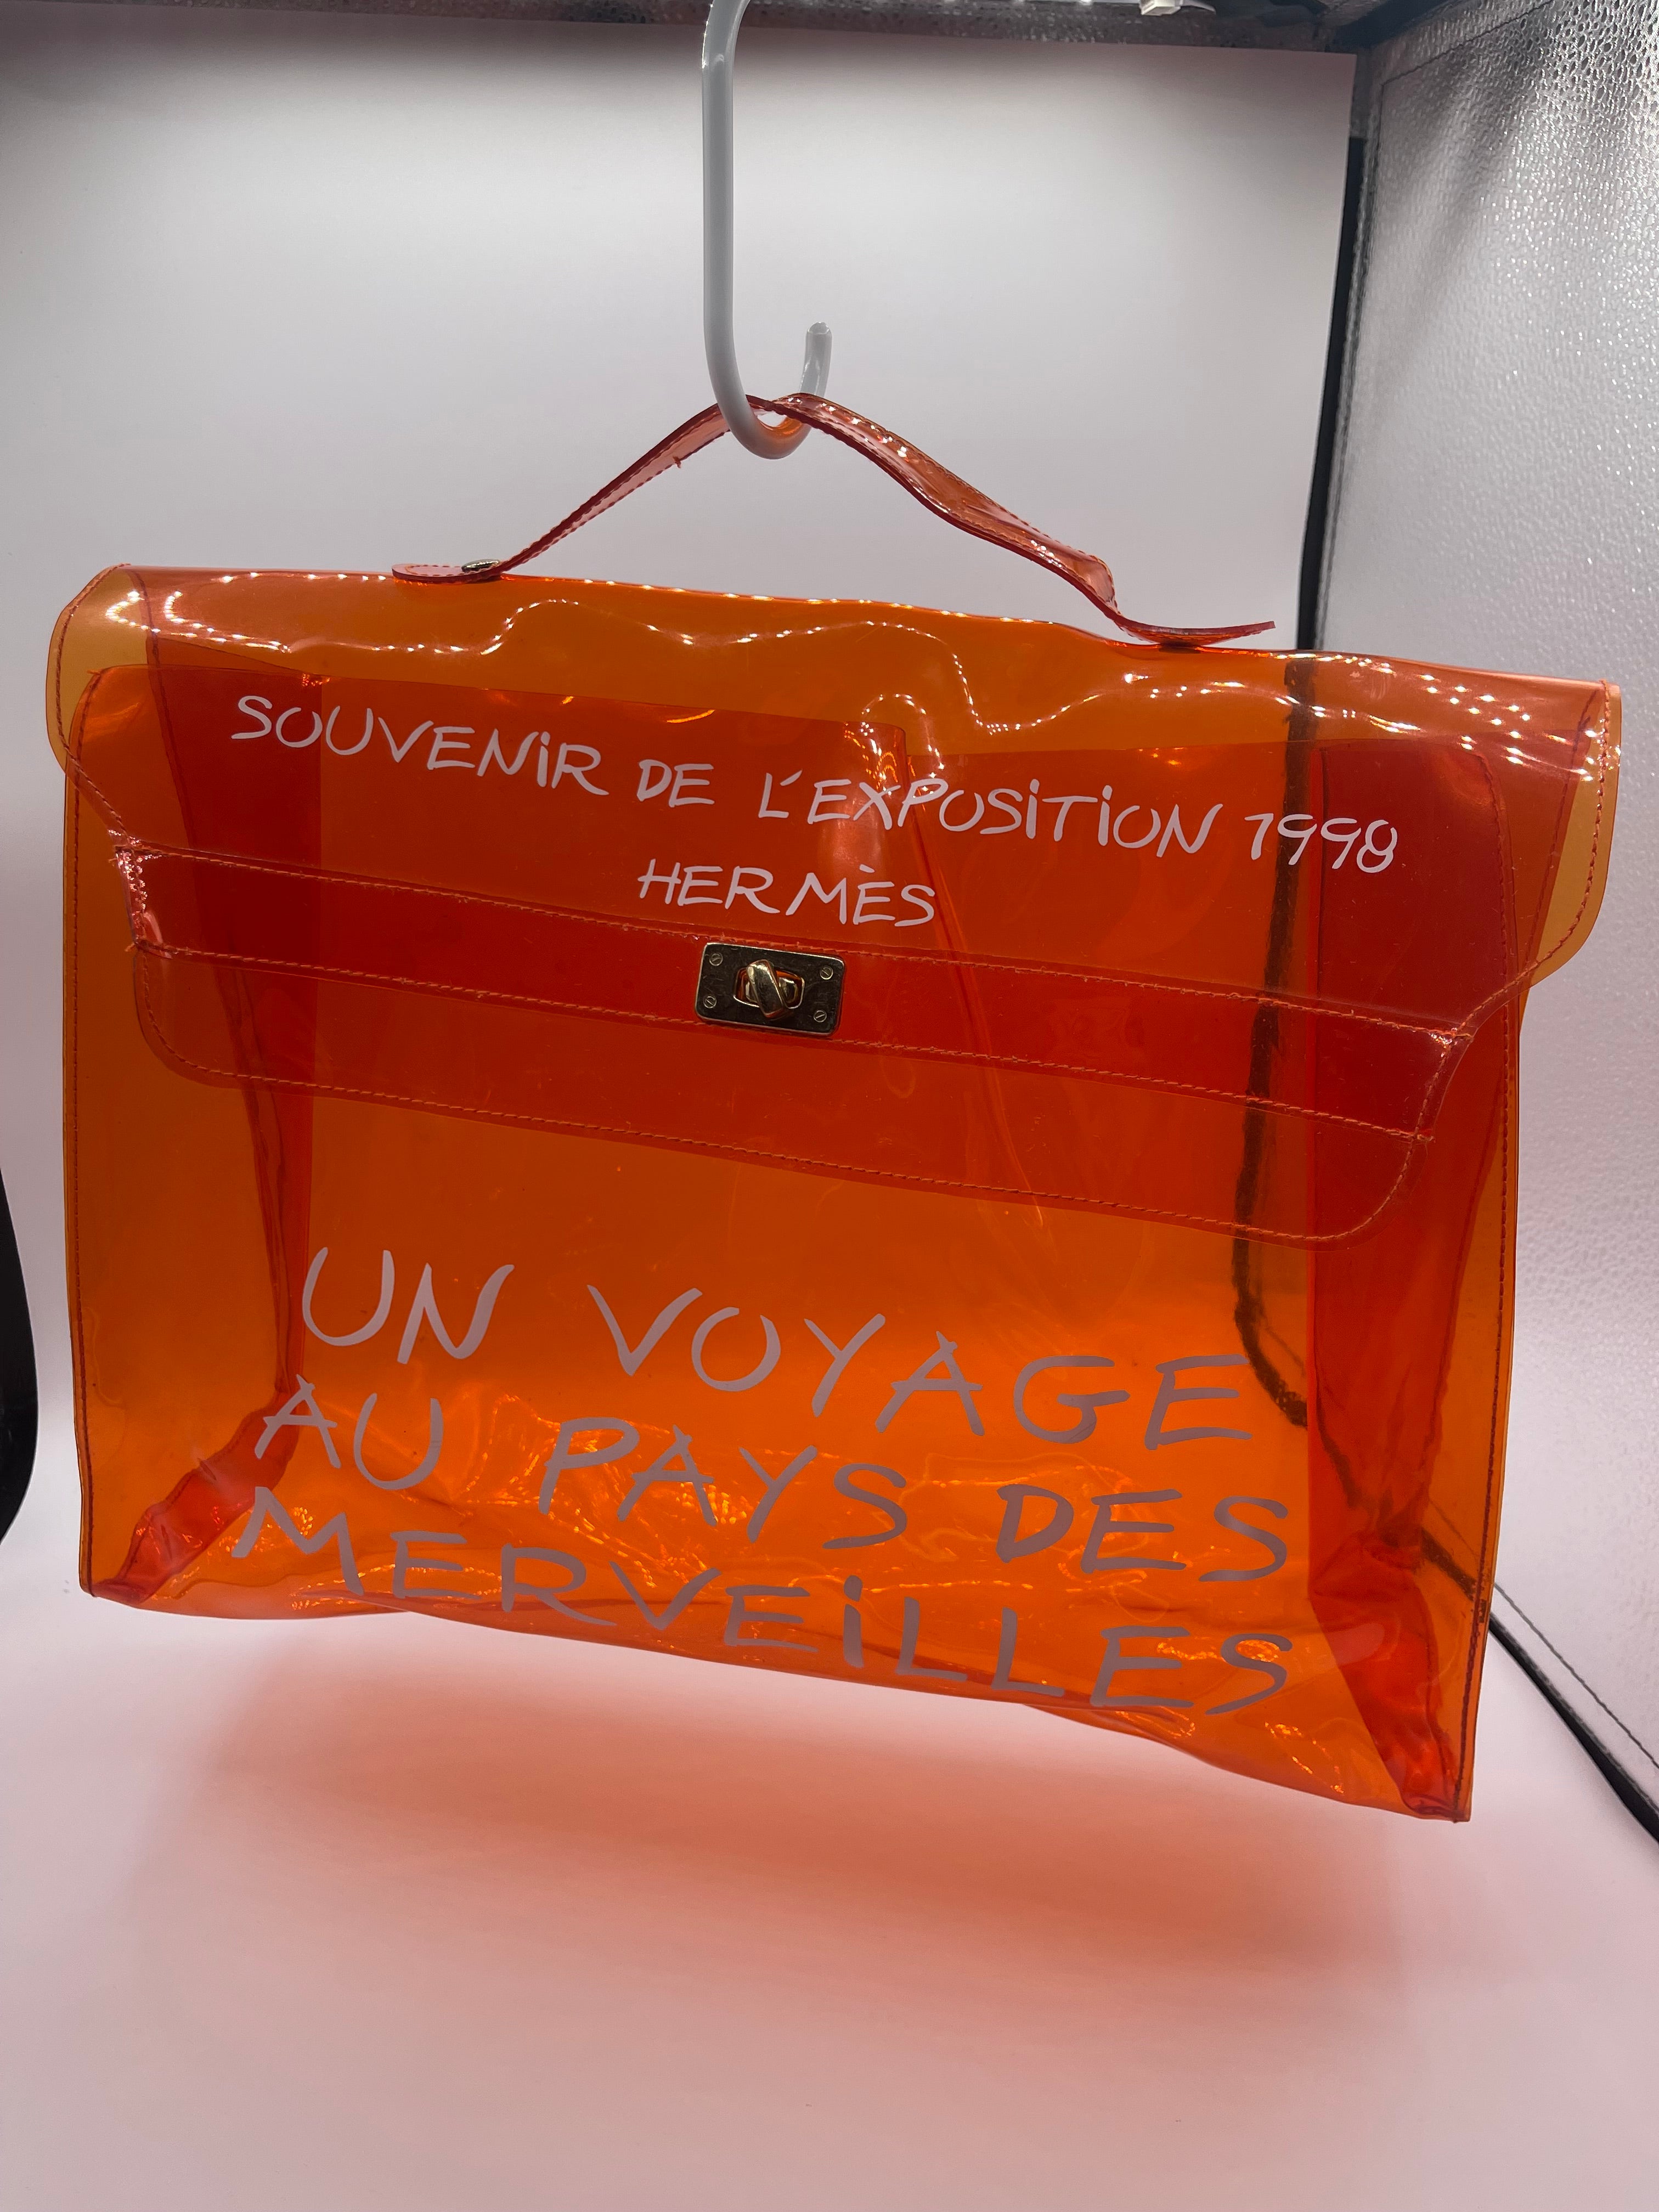 SOUVENiR DE L'EXPOSiTiON 1998
HERMÈS
UN VOYAGE
AU PAYS DES
MERVEiLLES